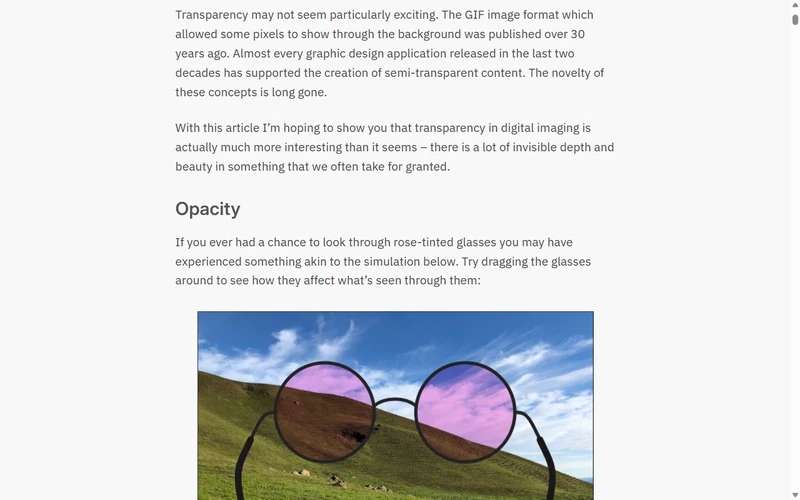 Transparency may not seem particularly exciting. The GIF image format which
allowed some pixels to show through the background was published over 30
years ago. Almost every graphic design application released in the last two
decades has supported the creation of semi-transparent content. The novelty of
these concepts is long gone.
With this article I’m hoping to show you that transparency in digital imaging is
actually much more interesting than it seems – there is a lot of invisible depth and
beauty in something that we often take for granted.
Opacity
If you ever had a chance to look through rose-tinted glasses you may have
experienced something akin to the simulation below. Try dragging the glasses
around to see how they affect what’s seen through them: